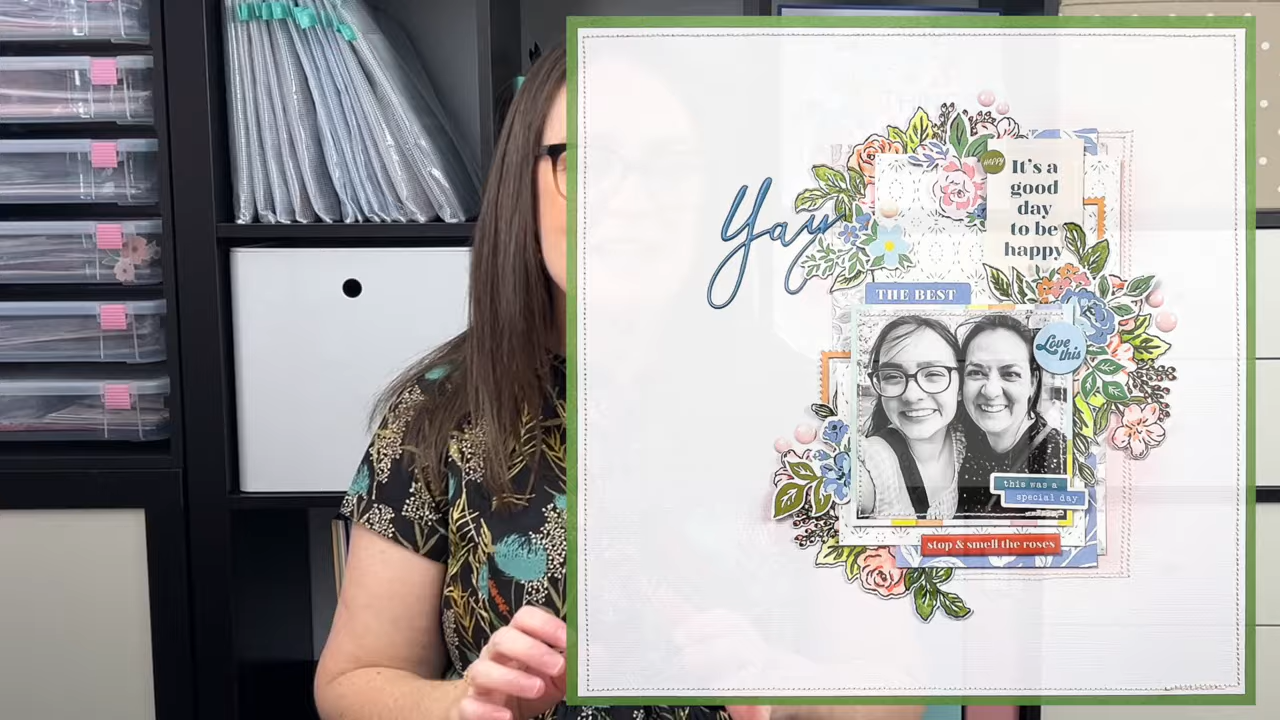 HAPPY
It's a
good
day
to be
happy
Yay
THE BEST
Love
this
this was a
special day
stop & smell the roses